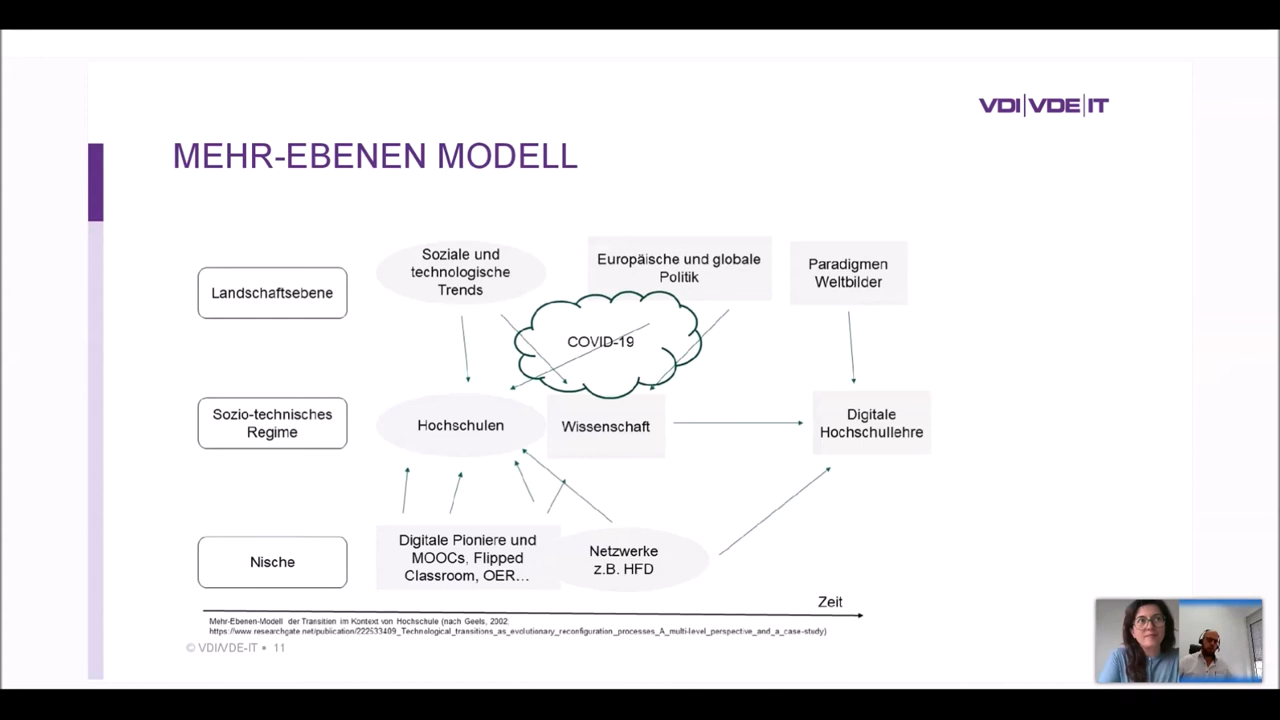 VDI|VDE|IT
MEHR-EBENEN MODELL
Soziale und
technologische
Trends
Europäische und globale
Politik
Paradigmen
Weltbilder
Landschaftsebene
COVID-19
Sozio-technisches
Regime
Hochschulen
Wissenschaft
Digitale
Hochschullehre
Nische
Digitale Pioniere und
MOOCs, Flipped
Classroom, OER...
Netzwerke
z.B. HFD
Zeit
Mehr-Ebenen-Modell der Transition im Kontext von Hochschule (nach Geels, 2002;
https://www.researchgate.net/publication/222533409_Technological_transitions_as_evolutionary_reconfiguration_processes_A_multi-level_perspective_and_a_case-study)
© VDI/VDE-IT • 11